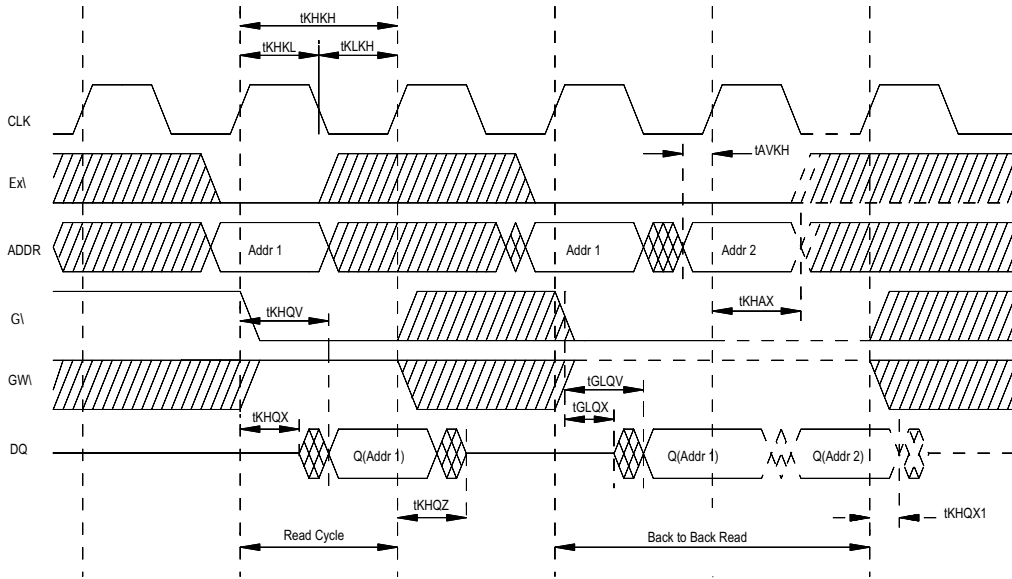 tKHKH
tKHKL
tKLKH
CLK
tAVKH
Ex\
ADDR
Addr 1
Addr 1
Addr 2
G\
tKHQV
tKHAX
GW\
tGLQV
tGLQX
tKHQX
DQ
Q(Addr 1)
Q(Addr 1)
Q(Addr 2)
tKHQZ
tKHQX1
Read Cycle
Back to Back Read